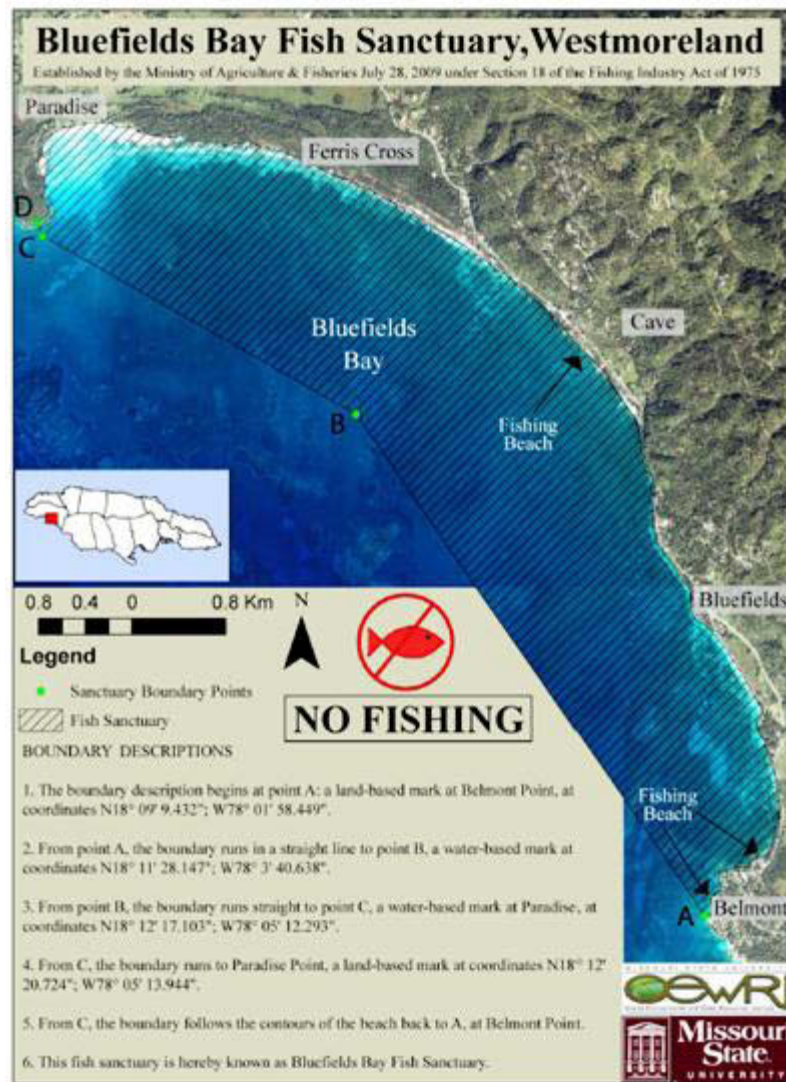 Bluefields Bay Fish Sanctuary,Westmoreland
Established by the Ministry of Agriculture & Fisheries July 28, 2009 under Section 18 of the Fishing Industry Act of 1975
Paradise
Ferris Cross
D
C
Cave
Bluefields
Bay
B
Fishing
Beach
Bluefields
0.8 0.4 0 0.8 Km
N
Legend
Sanctuary Boundary Points
Fish Sanctuary
NO FISHING
BOUNDARY DESCRIPTIONS
1. The boundary description begins at point A: a land-based mark at Belmont Point, at
coordinates N18° 09' 9.432"; W78° 01' 58.449".
2. From point A, the boundary runs in a straight line to point B, a water-based mark at
coordinates N18° 11' 28.147"; W78° 3' 40.638".
3. From point B, the boundary runs straight to point C, a water-based mark at Paradise, at
coordinates N18° 12' 17.103"; W78° 05' 12.293".
4. From C, the boundary runs to Paradise Point, a land-based mark at coordinates N18° 12'
20.724"; W78° 05' 13.944".
5. From C, the boundary follows the contours of the beach back to A, at Belmont Point.
6. This fish sanctuary is hereby known as Bluefields Bay Fish Sanctuary.
Fishing
Beach
A
Belmont
OEWRI
Missouri
State
UNIVERSITY